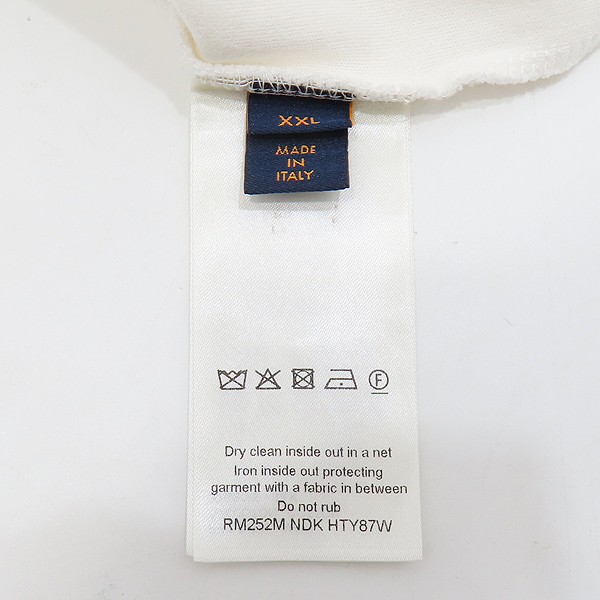 XXL
MADE
IN
ITALY
F
Dry clean inside out in a net
Iron inside out protecting
garment with a fabric in between
Do not rub
RM252M NDK HTY87W